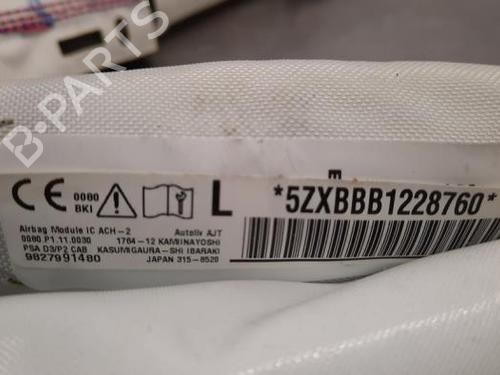 B-PARTS
CE 0080
BKI
L
*5ZXBBB1228760*
Airbag Module IC ACH-2 Autoliv AJT
0080.P1.11.0030 1764-12 KAMINAYOSHI
PSA D3/P2 CAB KASUMIGAURA-SHI IBARAKI
9827991480 JAPAN 315-8520